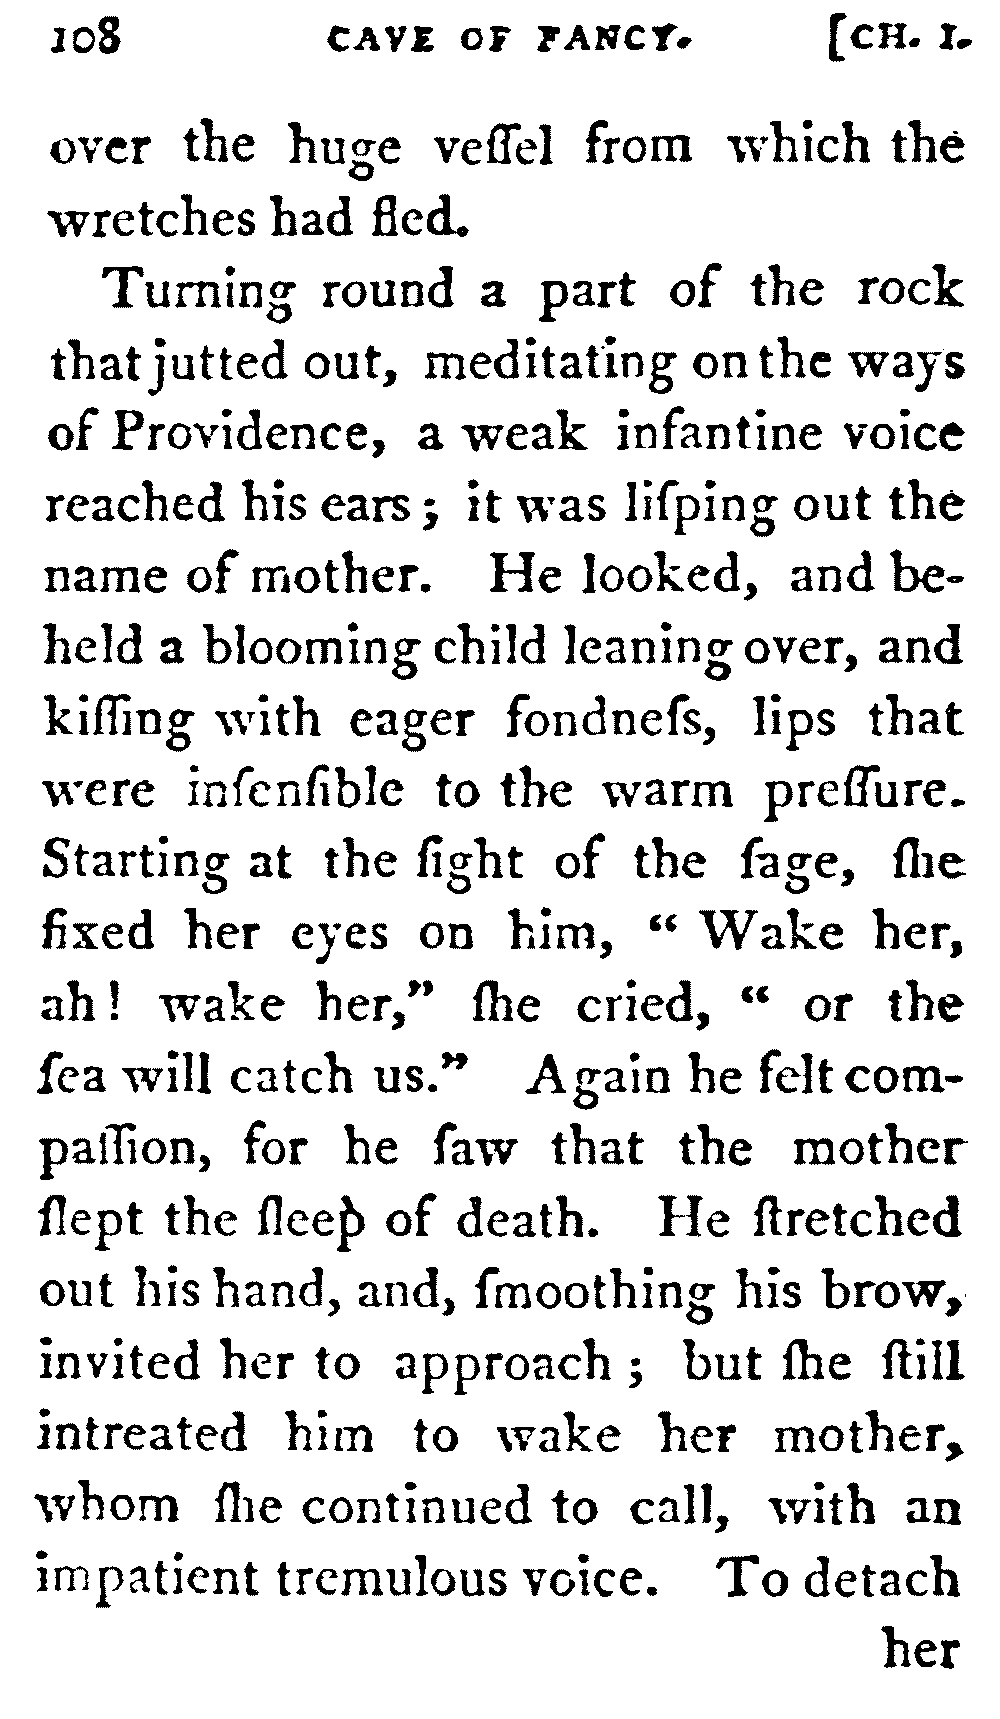 108 CAVE OF FANCY. [CH. I.
over the huge veſſel from which the
wretches had fled.
Turning round a part of the rock
that jutted out, meditating on the ways
of Providence, a weak infantine voice
reached his ears; it was liſping out the
name of mother. He looked, and be-
held a blooming child leaning over, and
kiſſing with eager fondneſs, lips that
were inſenſible to the warm preſſure.
Starting at the ſight of the ſage, ſhe
fixed her eyes on him, “ Wake her,
ah! wake her,” ſhe cried, “ or the
ſea will catch us.” Again he felt com-
paſſion, for he ſaw that the mother
ſlept the ſleep of death. He ſtretched
out his hand, and, ſmoothing his brow,
invited her to approach; but ſhe ſtill
intreated him to wake her mother,
whom ſhe continued to call, with an
impatient tremulous voice. To detach
her